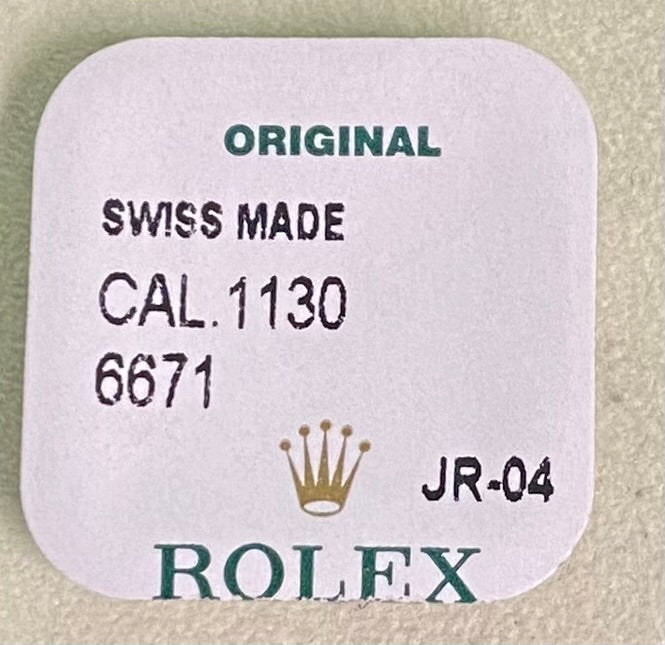 ORIGINAL
SWISS MADE
CAL.1130
6671
JR-04
ROLEX